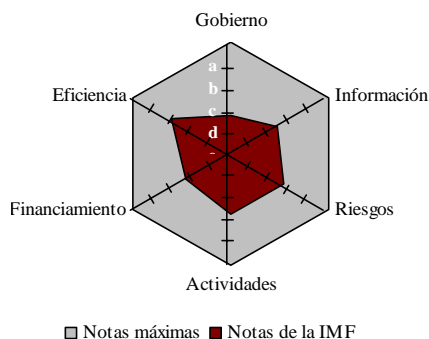 Gobierno
a
b
c
d
-
Eficiencia
Información
Financiamiento
Riesgos
Actividades
Notas máximas Notas de la IMF